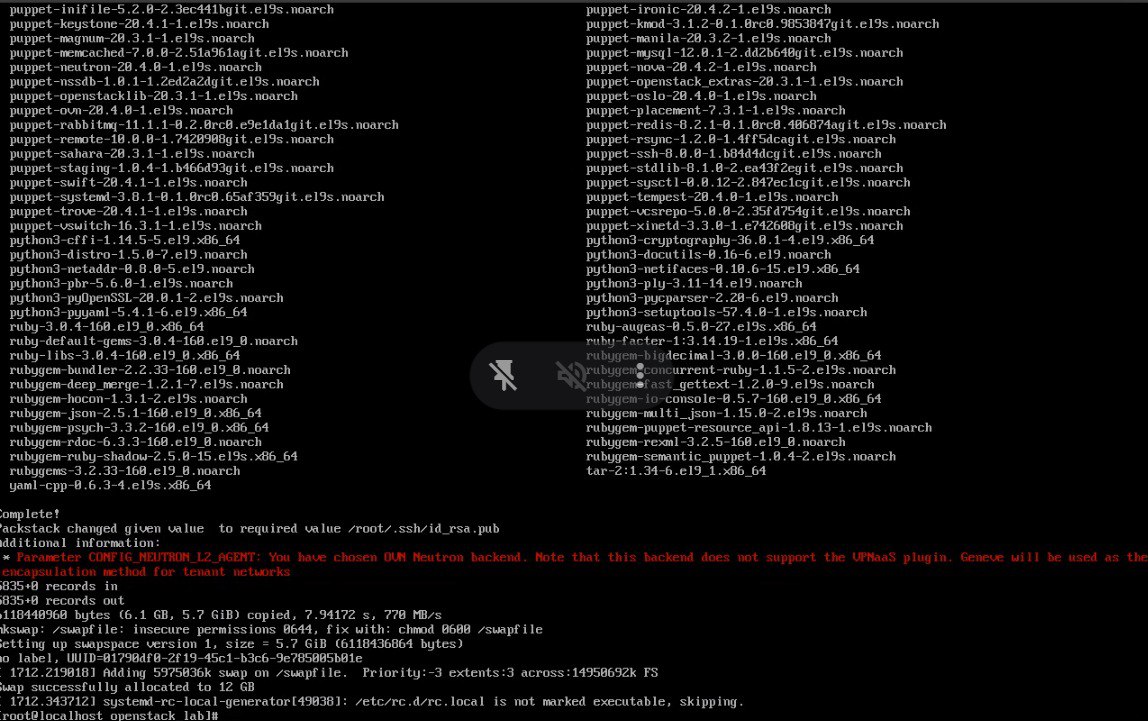 puppet-inifile-5.2.0-2.3ec441bgit.el9s.noarch puppet-ironic-20.4.2-1.el9s.noarch
puppet-keystone-20.4.1-1.el9s.noarch puppet-kmod-3.1.2-0.1.0rc0.9853847git.el9s.noarch
puppet-magnum-20.3.1-1.el9s.noarch puppet-manila-20.3.2-1.el9s.noarch
puppet-memcached-7.0.0-2.51a961agit.el9s.noarch puppet-mysql-12.0.1-2.dd2b640git.el9s.noarch
puppet-neutron-20.4.0-1.el9s.noarch puppet-nova-20.4.2-1.el9s.noarch
puppet-nssdb-1.0.1-1.2ed2a2dgit.el9s.noarch puppet-openstack_extras-20.3.1-1.el9s.noarch
puppet-openstacklib-20.3.1-1.el9s.noarch puppet-oslo-20.4.0-1.el9s.noarch
puppet-ovn-20.4.0-1.el9s.noarch puppet-placement-7.3.1-1.el9s.noarch
puppet-rabbitmq-11.1.1-0.2.0rc0.e9e1da1git.el9s.noarch puppet-redis-8.2.1-0.1.0rc0.406874agit.el9s.noarch
puppet-remote-10.0.0-1.7420908git.el9s.noarch puppet-rsync-1.2.0-1.4ff5dcagit.el9s.noarch
puppet-sahara-20.3.1-1.el9s.noarch puppet-ssh-8.0.0-1.b84d4dcgit.el9s.noarch
puppet-staging-1.0.4-1.b466d93git.el9s.noarch puppet-stdlib-8.1.0-2.ea43f2egit.el9s.noarch
puppet-swift-20.4.1-1.el9s.noarch puppet-sysctl-0.0.12-2.847ec1cgit.el9s.noarch
puppet-systemd-3.8.1-0.1.0rc0.65af359git.el9s.noarch puppet-tempest-20.4.0-1.el9s.noarch
puppet-trove-20.4.1-1.el9s.noarch puppet-vcsrepo-5.0.0-2.35fd754git.el9s.noarch
puppet-vswitch-16.3.1-1.el9s.noarch puppet-xinetd-3.3.0-1.e742608git.el9s.noarch
python3-cffi-1.14.5-5.el9.x86_64 python3-cryptography-36.0.1-4.el9.x86_64
python3-distro-1.5.0-7.el9.noarch python3-docutils-0.16-6.el9.noarch
python3-netaddr-0.8.0-5.el9.noarch python3-netifaces-0.10.6-15.el9.x86_64
python3-pbr-5.6.0-1.el9s.noarch python3-ply-3.11-14.el9.noarch
python3-pyOpenSSL-20.0.1-2.el9s.noarch python3-pycparser-2.20-6.el9.noarch
python3-pyyaml-5.4.1-6.el9.x86_64 python3-setuptools-57.4.0-1.el9s.noarch
ruby-3.0.4-160.el9_0.x86_64 ruby-augeas-0.5.0-27.el9s.x86_64
ruby-default-gems-3.0.4-160.el9_0.noarch ruby-facter-1:3.14.19-1.el9s.x86_64
ruby-libs-3.0.4-160.el9_0.x86_64 rubygem-bigdecimal-3.0.0-160.el9_0.x86_64
rubygem-bundler-2.2.33-160.el9_0.noarch rubygem-concurrent-ruby-1.1.5-2.el9s.noarch
rubygem-deep_merge-1.2.1-7.el9s.noarch rubygem-fast_gettext-1.2.0-9.el9s.noarch
rubygem-hocon-1.3.1-2.el9s.noarch rubygem-io-console-0.5.7-160.el9_0.x86_64
rubygem-json-2.5.1-160.el9_0.x86_64 rubygem-multi_json-1.15.0-2.el9s.noarch
rubygem-psych-3.3.2-160.el9_0.x86_64 rubygem-puppet-resource_api-1.8.13-1.el9s.noarch
rubygem-rdoc-6.3.3-160.el9_0.noarch rubygem-rexml-3.2.5-160.el9_0.noarch
rubygem-ruby-shadow-2.5.0-15.el9s.x86_64 rubygem-semantic_puppet-1.0.4-2.el9s.noarch
rubygems-3.2.33-160.el9_0.noarch tar-2:1.34-6.el9_1.x86_64
yaml-cpp-0.6.3-4.el9s.x86_64
Complete!
Packstack changed given value  to required value /root/.ssh/id_rsa.pub
Additional information:
* Parameter CONFIG_NEUTRON_L2_AGENT: You have chosen OVN Neutron backend. Note that this backend does not support the VPNaaS plugin. Geneve will be used as the
encapsulation method for tenant networks
5835+0 records in
5835+0 records out
6118440960 bytes (6.1 GB, 5.7 GiB) copied, 7.94172 s, 770 MB/s
mkswap: /swapfile: insecure permissions 0644, fix with: chmod 0600 /swapfile
Setting up swapspace version 1, size = 5.7 GiB (6118436864 bytes)
no label, UUID=01790df0-2f19-45c1-b3c6-9e785005b01e
[ 1712.219018] Adding 5975036k swap on /swapfile.  Priority:-3 extents:3 across:14950692k FS
Swap successfully allocated to 12 GB
[ 1712.343712] systemd-rc-local-generator[49038]: /etc/rc.d/rc.local is not marked executable, skipping.
[root@localhost openstack_lab]#